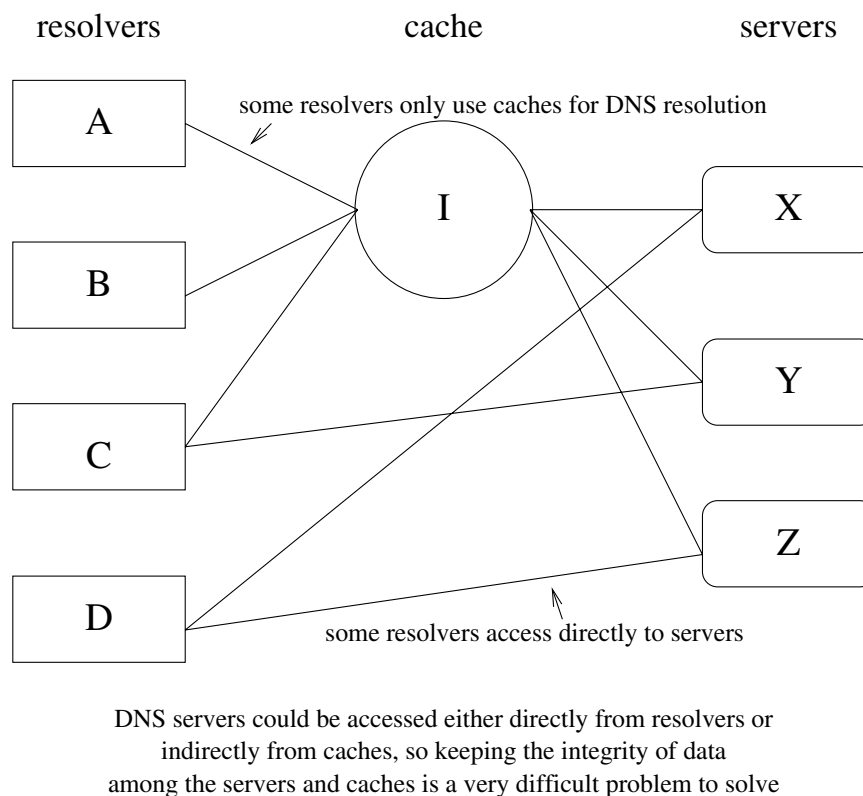 resolvers cache servers
A
some resolvers only use caches for DNS resolution
I
X
B
Y
C
Z
D
some resolvers access directly to servers
DNS servers could be accessed either directly from resolvers or
indirectly from caches, so keeping the integrity of data
among the servers and caches is a very difficult problem to solve